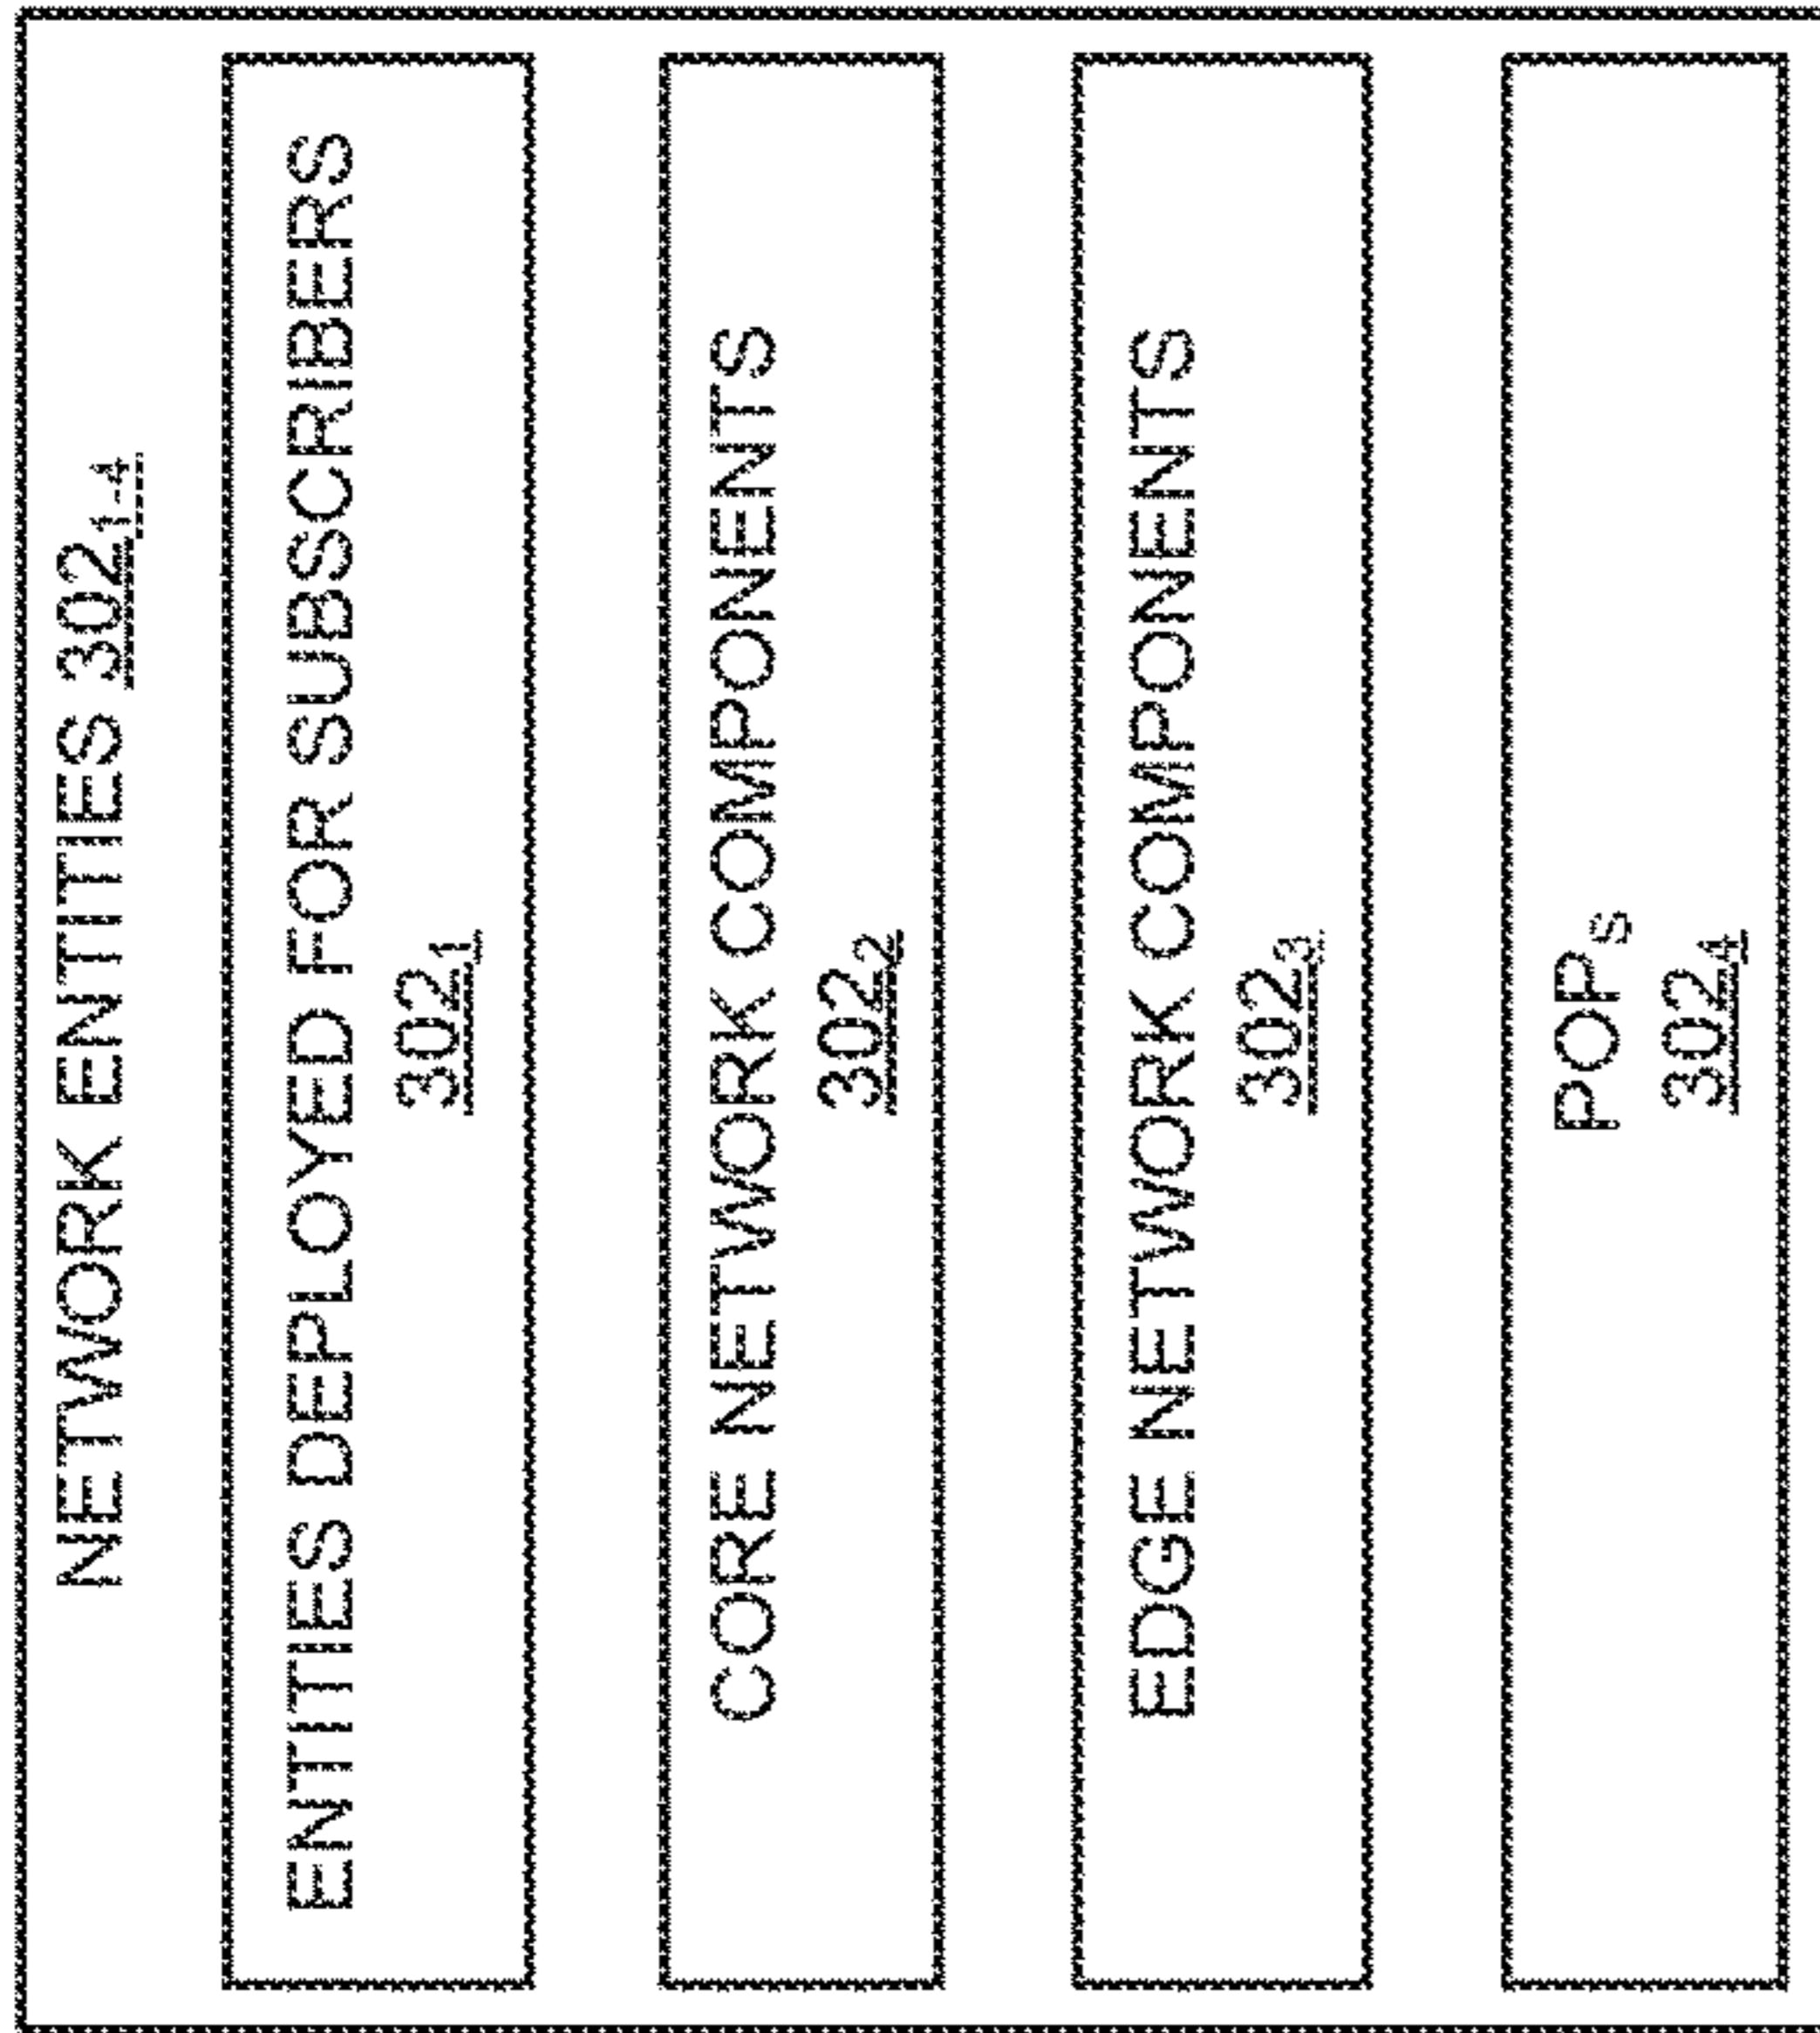 NETWORK ENTITIES 302₁₋₄
ENTITIES DEPLOYED FOR SUBSCRIBERS
302₁
CORE NETWORK COMPONENTS
302₂
EDGE NETWORK COMPONENTS
302₃
POPₛ
302₄